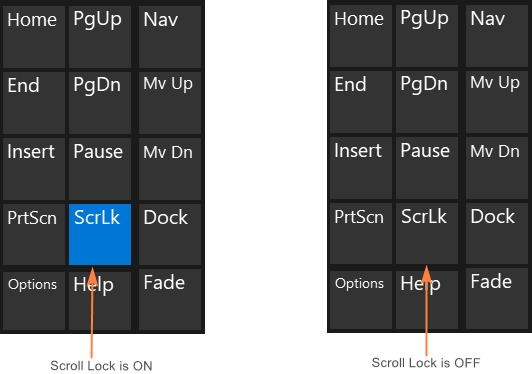 Home PgUp Nav
End PgDn Mv Up
Insert Pause Mv Dn
PrtScn ScrLk Dock
Options Help Fade
Scroll Lock is ON
Home PgUp Nav
End PgDn Mv Up
Insert Pause Mv Dn
PrtScn ScrLk Dock
Options Help Fade
Scroll Lock is OFF